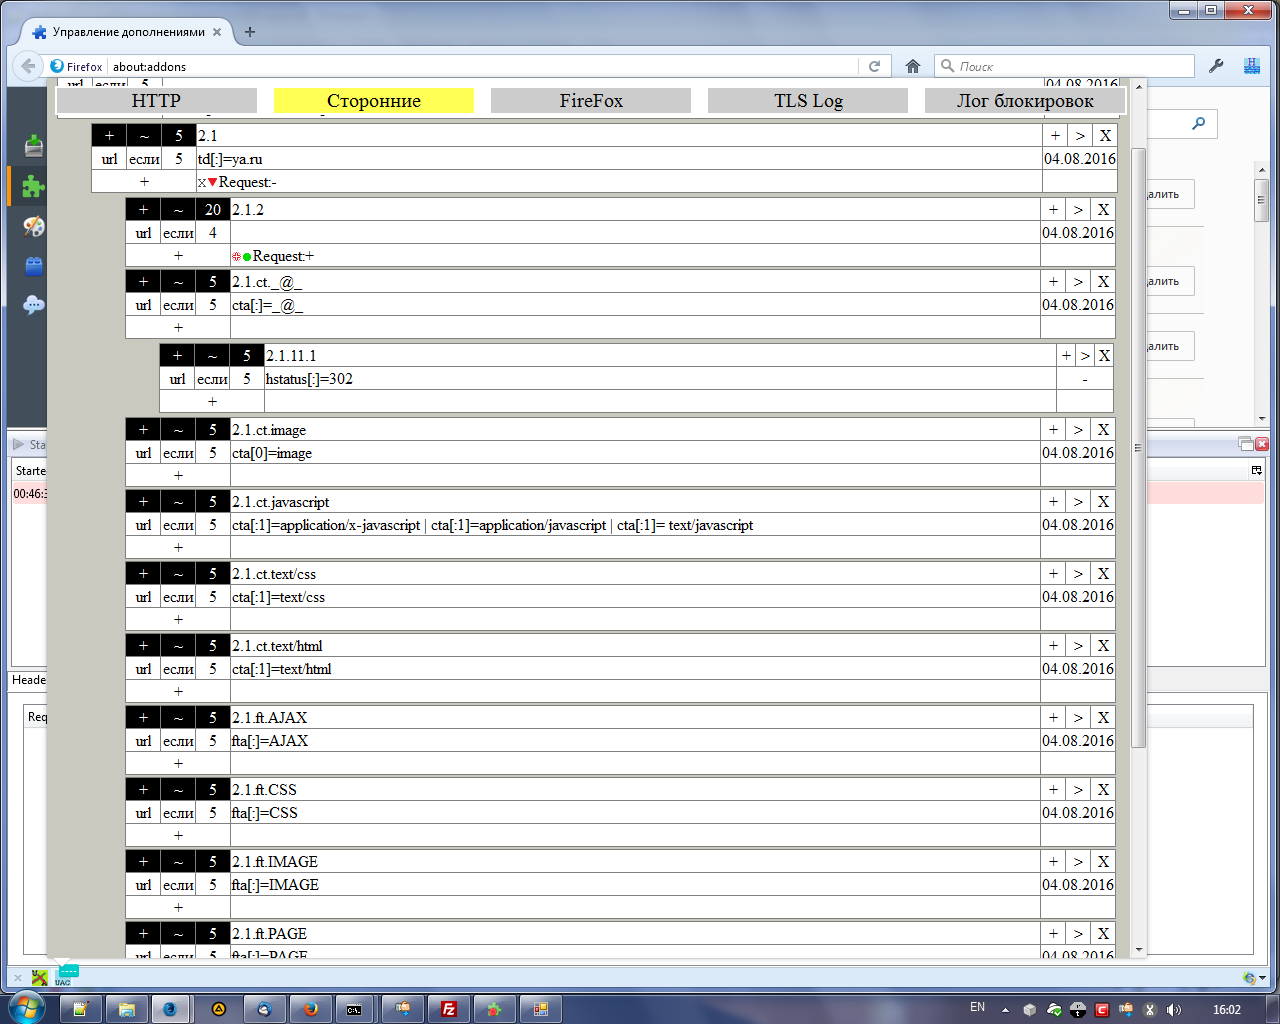 Управление дополнениями
Firefox about:addons
Поиск
url если 5 04.08.2016
HTTP Сторонние FireFox TLS Log Лог блокировок
+ ~ 5 2.1 + > X
url если 5 td[:]=ya.ru 04.08.2016
+ x Request:-
+ ~ 20 2.1.2 + > X
url если 4 04.08.2016
+ Request:+
+ ~ 5 2.1.ct._@_ + > X
url если 5 cta[:]=_@_ 04.08.2016
+
+ ~ 5 2.1.11.1 + > X
url если 5 hstatus[:]=302 -
+
+ ~ 5 2.1.ct.image + > X
url если 5 cta[0]=image 04.08.2016
+
+ ~ 5 2.1.ct.javascript + > X
url если 5 cta[:1]=application/x-javascript | cta[:1]=application/javascript | cta[:1]= text/javascript 04.08.2016
+
+ ~ 5 2.1.ct.text/css + > X
url если 5 cta[:1]=text/css 04.08.2016
+
+ ~ 5 2.1.ct.text/html + > X
url если 5 cta[:1]=text/html 04.08.2016
+
+ ~ 5 2.1.ft.AJAX + > X
url если 5 fta[:]=AJAX 04.08.2016
+
+ ~ 5 2.1.ft.CSS + > X
url если 5 fta[:]=CSS 04.08.2016
+
+ ~ 5 2.1.ft.IMAGE + > X
url если 5 fta[:]=IMAGE 04.08.2016
+
+ ~ 5 2.1.ft.PAGE + > X
url если 5 fta[:]=PAGE 04.08.2016
алить
алить
алить
Sta
Starte
00:46:3
Heade
Req
UAC
EN 16:02